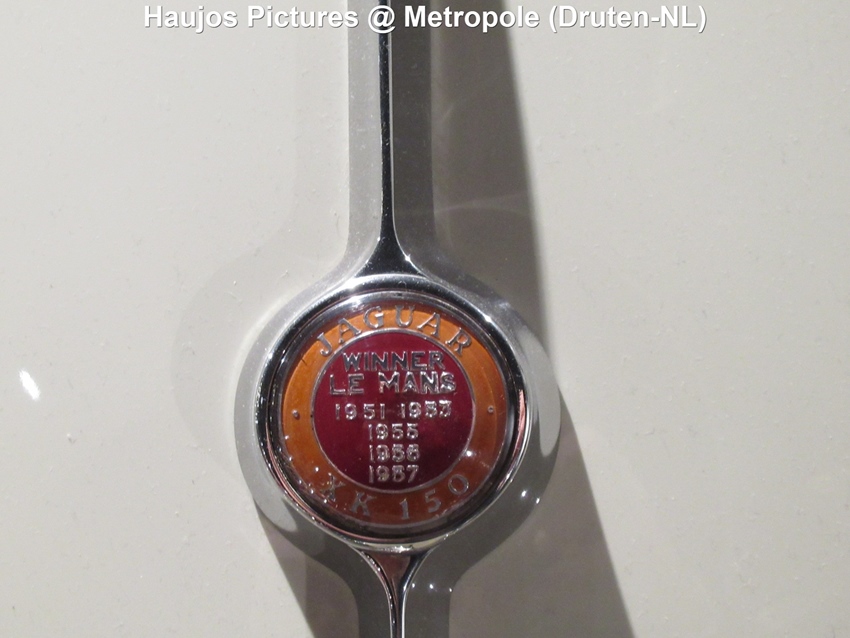 Haujos Pictures @ Metropole (Druten-NL)
JAGUAR
WINNER
LE MANS
1951-1953
1955
1956
1957
XK 150